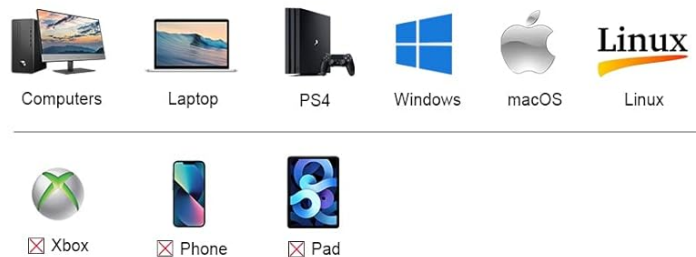 Linux
Computers
Laptop
PS4
Windows
macOS
Linux
Xbox
Phone
Pad